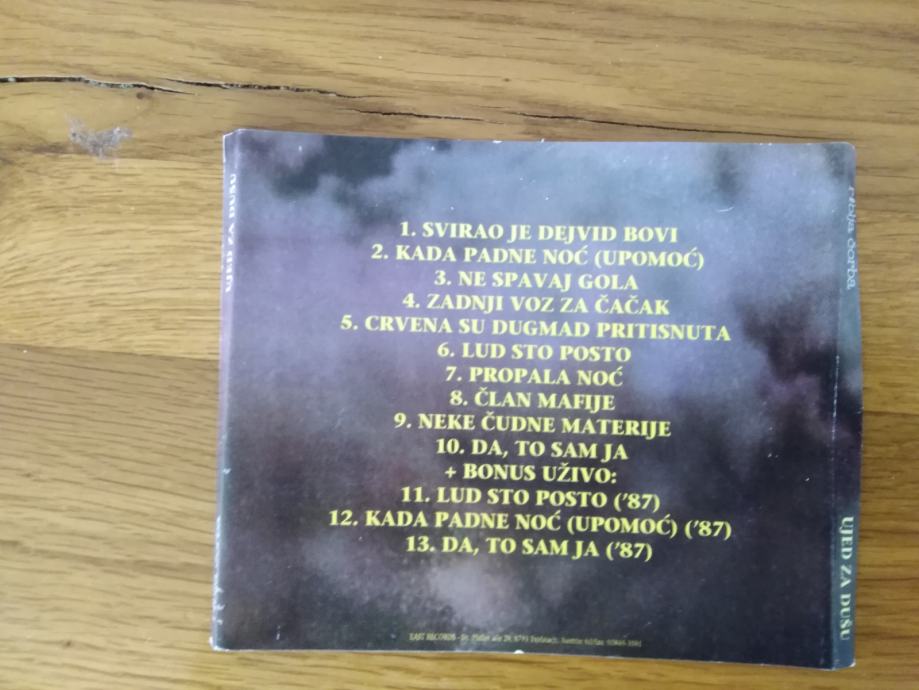 UJED ZA DUŠU
1. SVIRAO JE DEJVID BOVI
2. KADA PADNE NOĆ (UPOMOĆ)
3. NE SPAVAJ GOLA
4. ZADNJI VOZ ZA ČAČAK
5. CRVENA SU DUGMAD PRITISNUTA
6. LUD STO POSTO
7. PROPALA NOĆ
8. ČLAN MAFIJE
9. NEKE ČUDNE MATERIJE
10. DA, TO SAM JA
+ BONUS UŽIVO:
11. LUD STO POSTO ('87)
12. KADA PADNE NOĆ (UPOMOĆ) ('87)
13. DA, TO SAM JA ('87)
EAST RECORDS -
riblja čorba
UJED ZA DUŠU